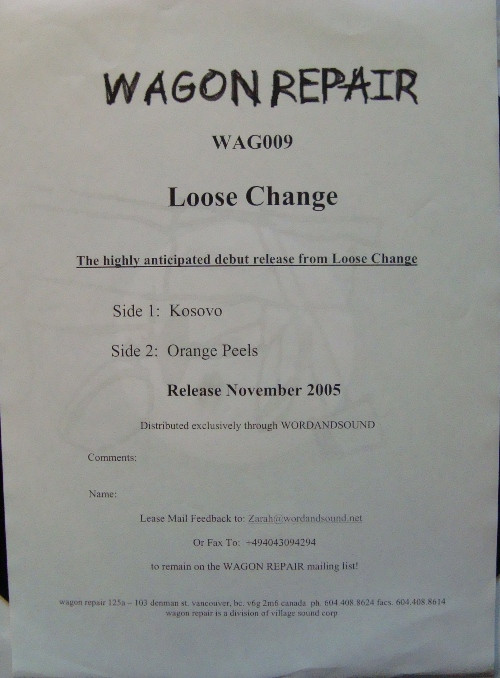 WAGON REPAIR
WAG009
Loose Change
The highly anticipated debut release from Loose Change
Side 1: Kosovo
Side 2: Orange Peels
Release November 2005
Distributed exclusively through WORDANDSOUND
Comments:
Name:
Lease Mail Feedback to: Zarah@wordandsound.net
Or Fax To: +494043094294
to remain on the WAGON REPAIR mailing list!
wagon repair 125a – 103 denman st. vancouver, bc. v6g 2m6 canada ph. 604.408.8624 facs. 604.408.8614
wagon repair is a division of village sound corp